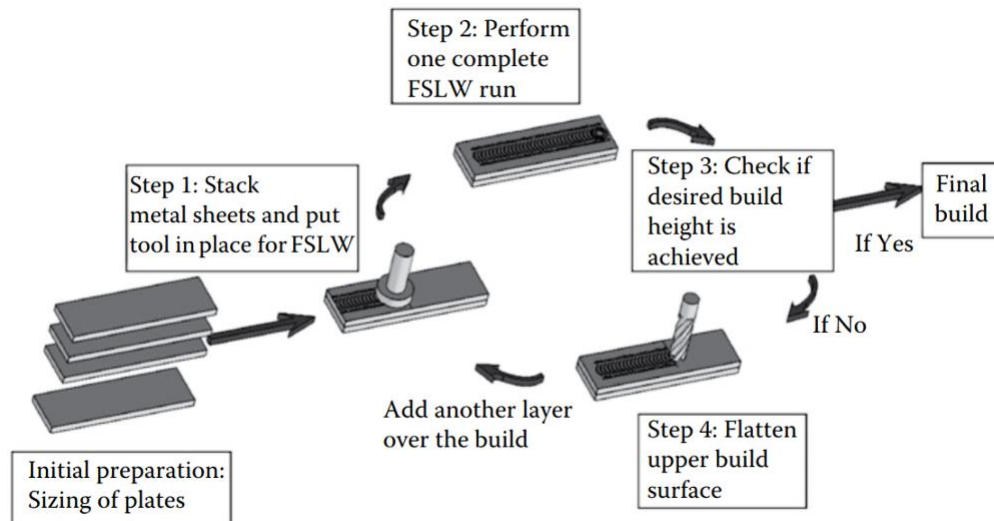 Step 2: Perform
one complete
FSLW run
Step 1: Stack
metal sheets and put
tool in place for FSLW
Step 3: Check if
desired build
height is
achieved
Final
build
If Yes
If No
Add another layer
over the build
Step 4: Flatten
upper build
surface
Initial preparation:
Sizing of plates